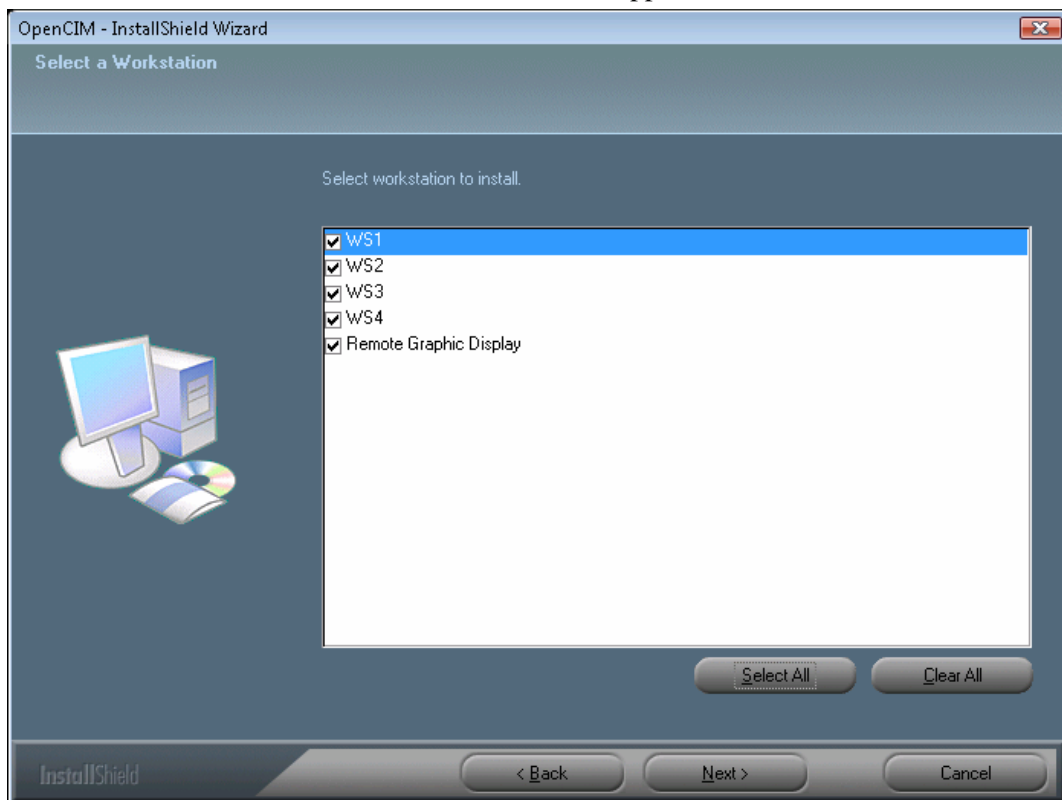 OpenCIM - InstallShield Wizard
Select a Workstation
Select workstation to install.
WS1
WS2
WS3
WS4
Remote Graphic Display
Select All Clear All
InstallShield < Back Next > Cancel